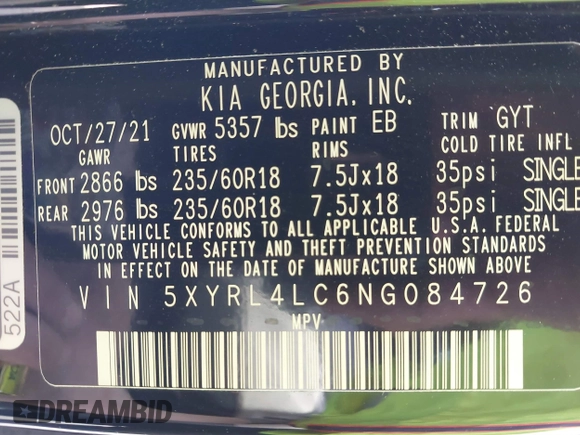 MANUFACTURED BY
KIA GEORGIA, INC.
OCT/27/21 GVWR 5357 lbs PAINT EB TRIM GYT
GAWR TIRES RIMS COLD TIRE INFL
FRONT 2866 lbs 235/60R18 7.5Jx18 35psi SINGLE
REAR 2976 lbs 235/60R18 7.5Jx18 35psi SINGLE
THIS VEHICLE CONFORMS TO ALL APPLICABLE U.S.A. FEDERAL
MOTOR VEHICLE SAFETY AND THEFT PREVENTION STANDARDS
IN EFFECT ON THE DATE OF MANUFACTURE SHOWN ABOVE
VIN 5XYRL4LC6NG084726
MPV
522A
DREAMBID